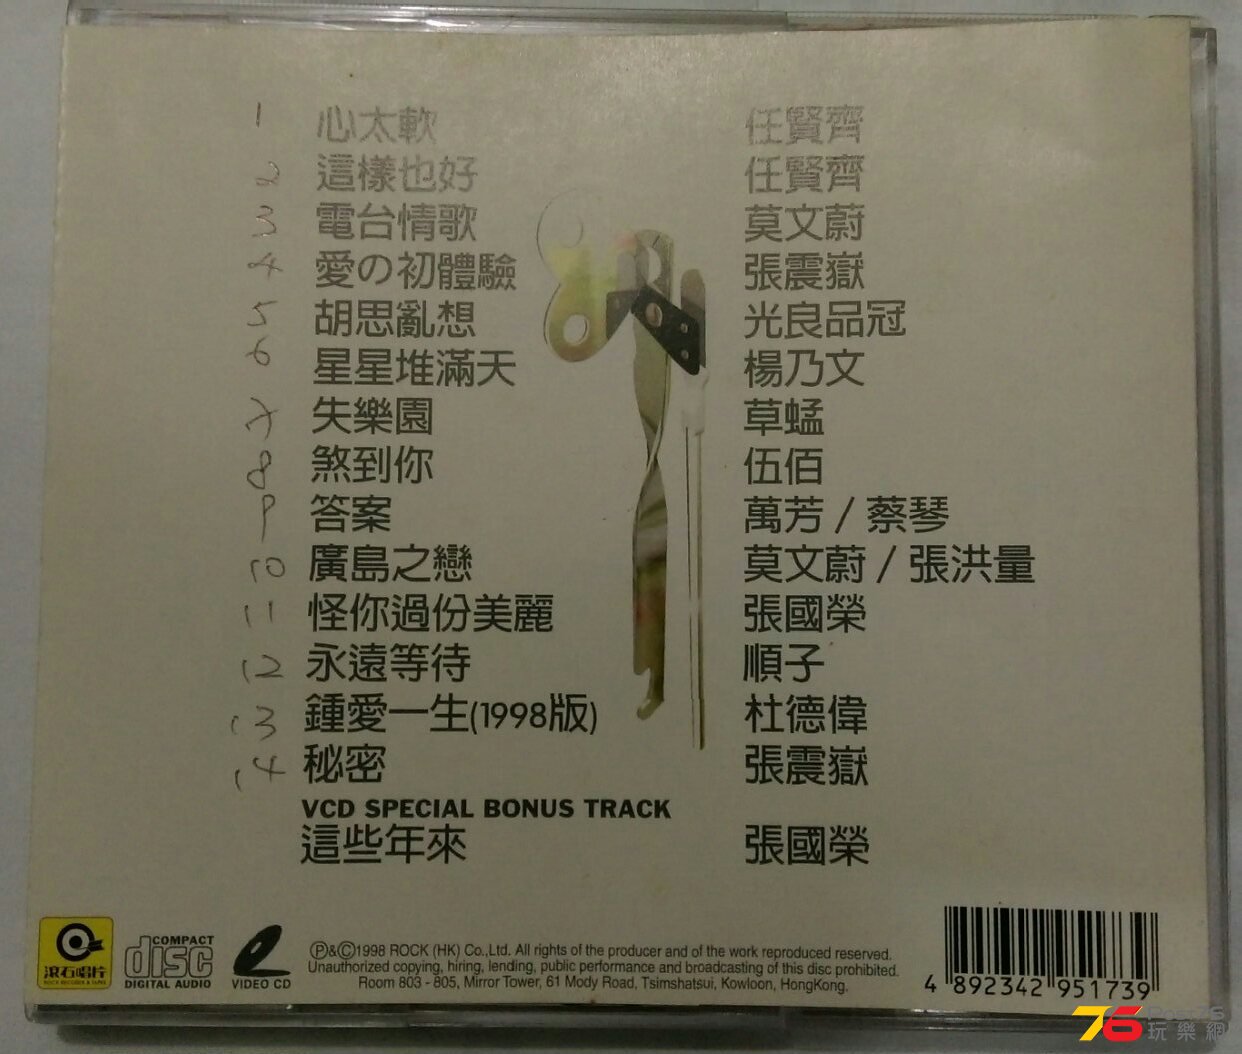 1 心太軟 任賢齊
2 這樣也好 任賢齊
3 電台情歌 莫文蔚
4 愛の初體驗 張震嶽
5 胡思亂想 光良品冠
6 星星堆滿天 楊乃文
7 失樂園 草蜢
8 煞到你 伍佰
9 答案 萬芳 / 蔡琴
10 廣島之戀 莫文蔚 / 張洪量
11 怪你過份美麗 張國榮
12 永遠等待 順子
13 鍾愛一生(1998版) 杜德偉
14 秘密 張震嶽
VCD SPECIAL BONUS TRACK
這些年來 張國榮
滾石唱片
ROCK RECORDS & TAPES
COMPACT
disc
DIGITAL AUDIO
VIDEO CD
Ⓟ&©1998 ROCK (HK) Co.,Ltd. All rights of the producer and of the work reproduced reserved.
Unauthorized copying, hiring, lending, public performance and broadcasting of this disc prohibited.
Room 803 - 805, Mirror Tower, 61 Mody Road, Tsimshatsui, Kowloon, HongKong.
4 892342 951739
76 Post76
玩樂網